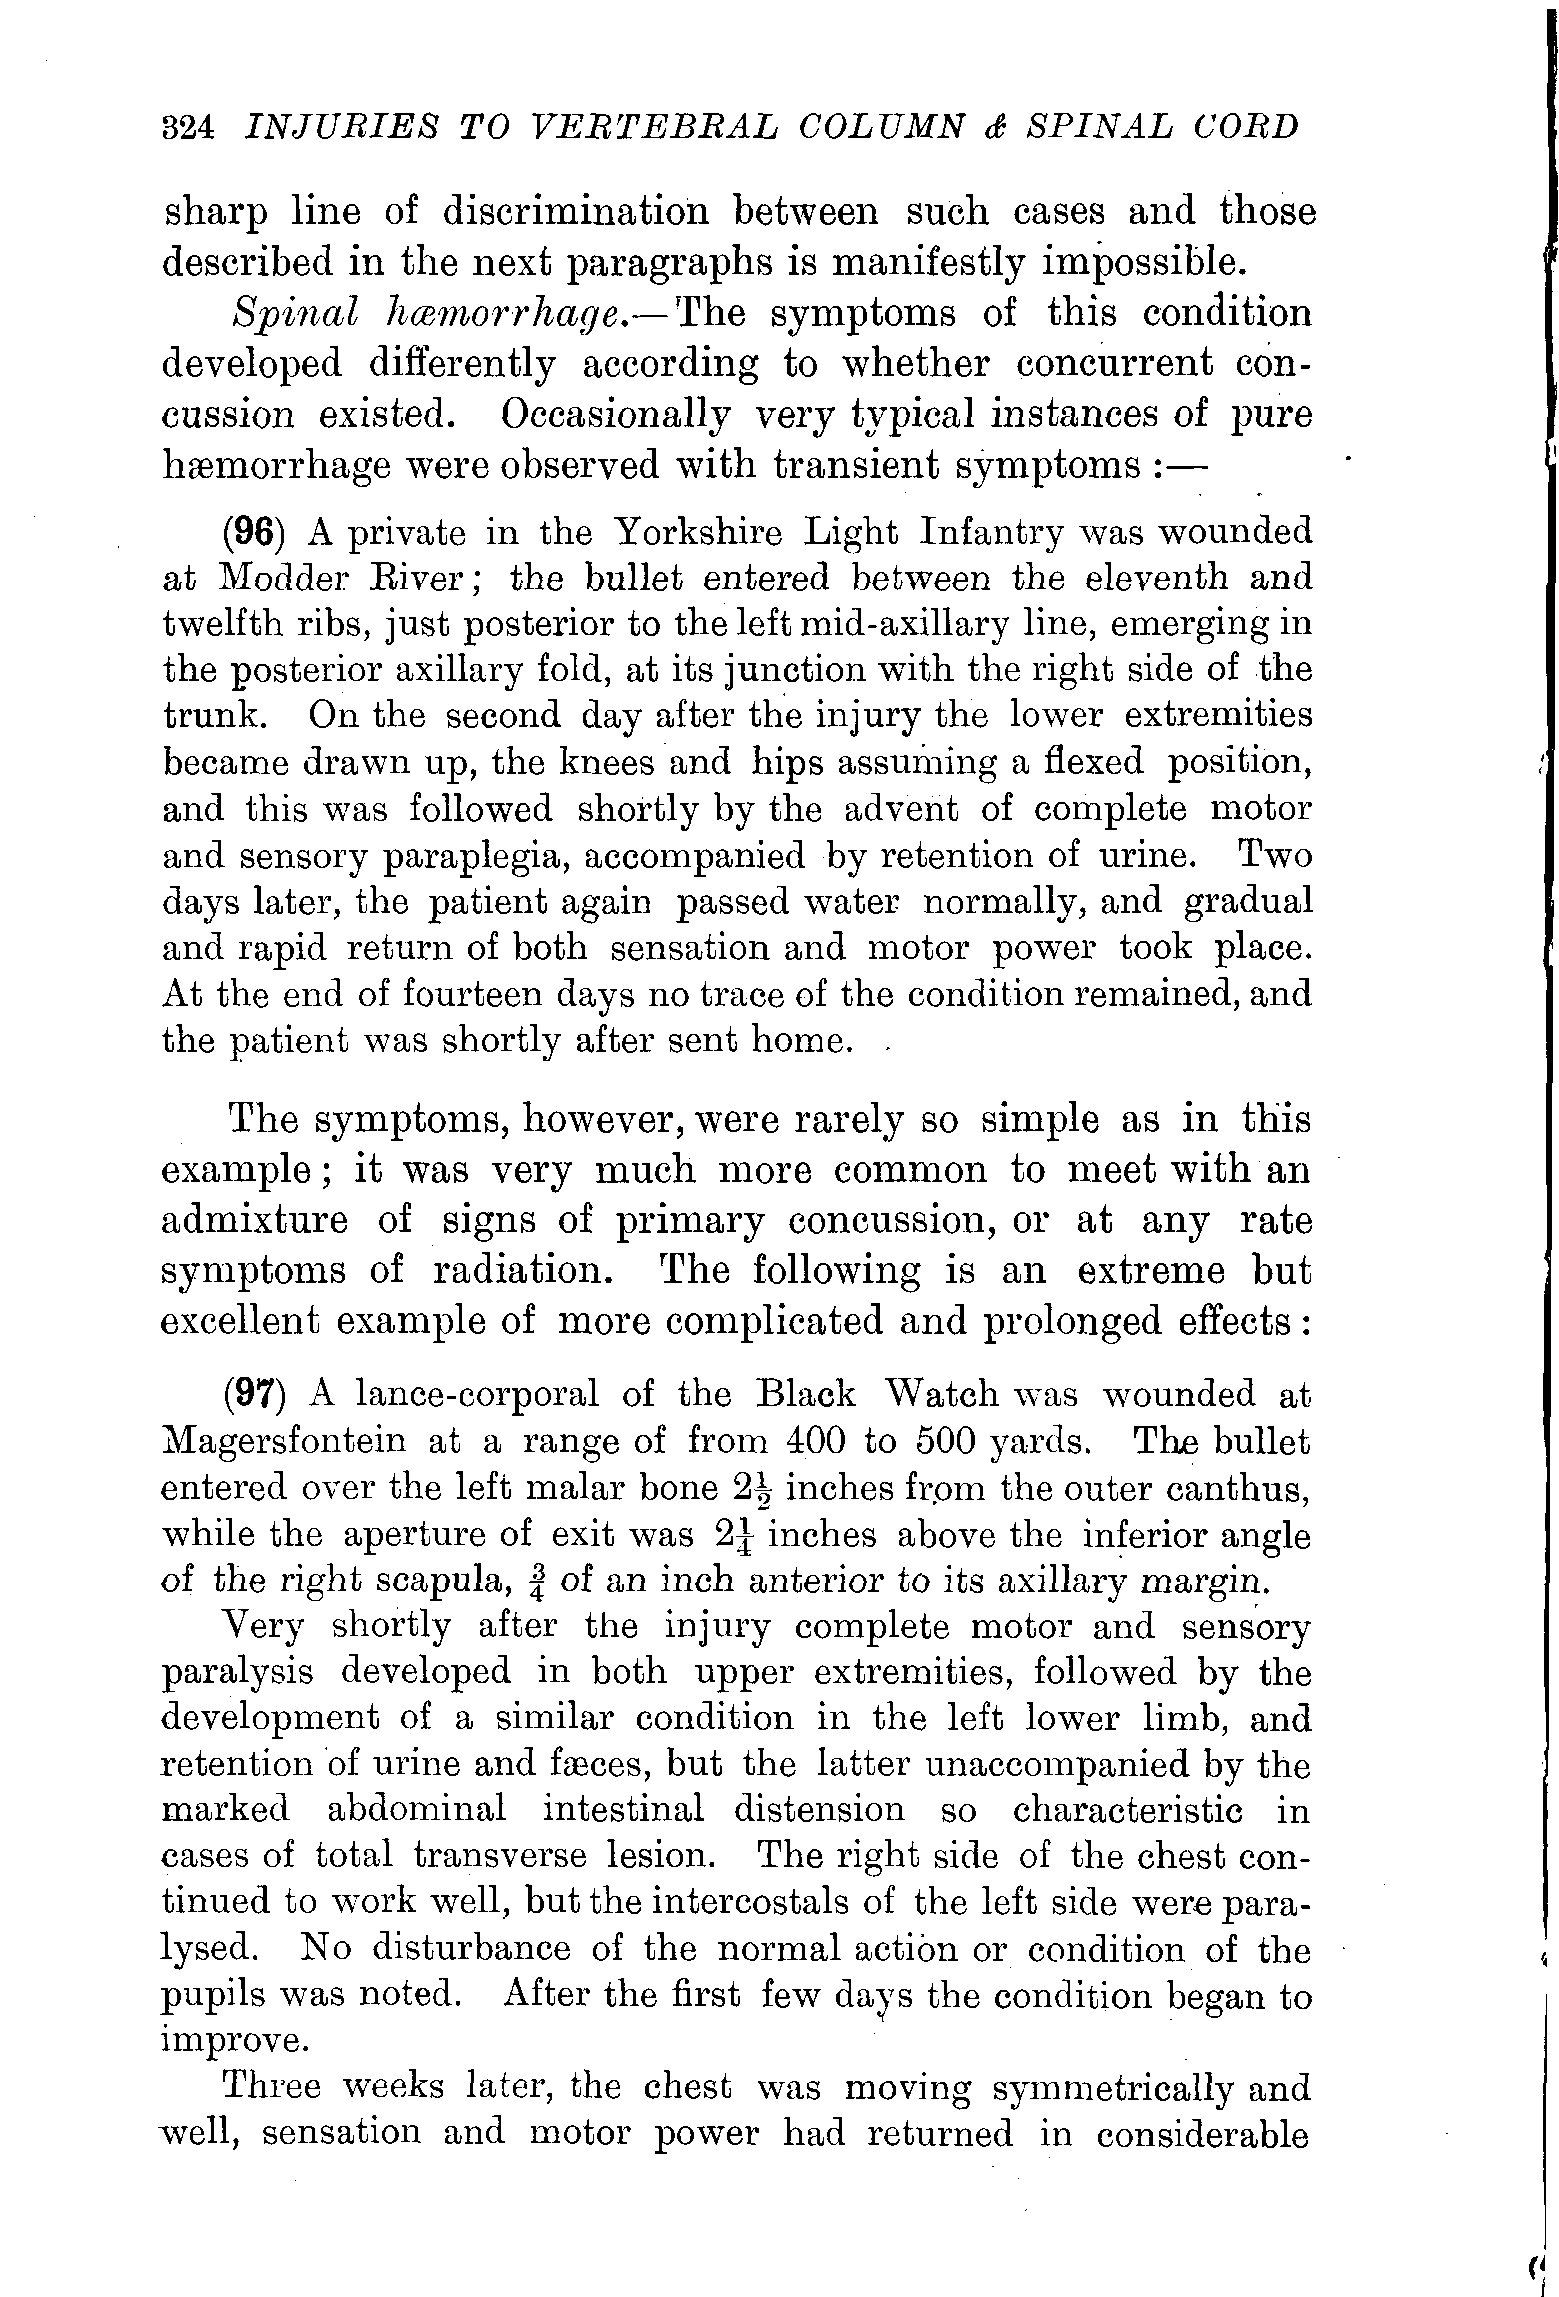 324 INJURIES TO VERTEBRAL COLUMN & SPINAL CORD
sharp line of discrimination between such cases and those
described in the next paragraphs is manifestly impossible.
Spinal hæmorrhage.—The symptoms of this condition
developed differently according to whether concurrent con-
cussion existed. Occasionally very typical instances of pure
hæmorrhage were observed with transient symptoms :—
(96) A private in the Yorkshire Light Infantry was wounded
at Modder River; the bullet entered between the eleventh and
twelfth ribs, just posterior to the left mid-axillary line, emerging in
the posterior axillary fold, at its junction with the right side of the
trunk. On the second day after the injury the lower extremities
became drawn up, the knees and hips assuming a flexed position,
and this was followed shortly by the advent of complete motor
and sensory paraplegia, accompanied by retention of urine. Two
days later, the patient again passed water normally, and gradual
and rapid return of both sensation and motor power took place.
At the end of fourteen days no trace of the condition remained, and
the patient was shortly after sent home.
The symptoms, however, were rarely so simple as in this
example; it was very much more common to meet with an
admixture of signs of primary concussion, or at any rate
symptoms of radiation. The following is an extreme but
excellent example of more complicated and prolonged effects :
(97) A lance-corporal of the Black Watch was wounded at
Magersfontein at a range of from 400 to 500 yards. The bullet
entered over the left malar bone 2½ inches from the outer canthus,
while the aperture of exit was 2¼ inches above the inferior angle
of the right scapula, ¾ of an inch anterior to its axillary margin.
Very shortly after the injury complete motor and sensory
paralysis developed in both upper extremities, followed by the
development of a similar condition in the left lower limb, and
retention of urine and fæces, but the latter unaccompanied by the
marked abdominal intestinal distension so characteristic in
cases of total transverse lesion. The right side of the chest con-
tinued to work well, but the intercostals of the left side were para-
lysed. No disturbance of the normal action or condition of the
pupils was noted. After the first few days the condition began to
improve.
Three weeks later, the chest was moving symmetrically and
well, sensation and motor power had returned in considerable